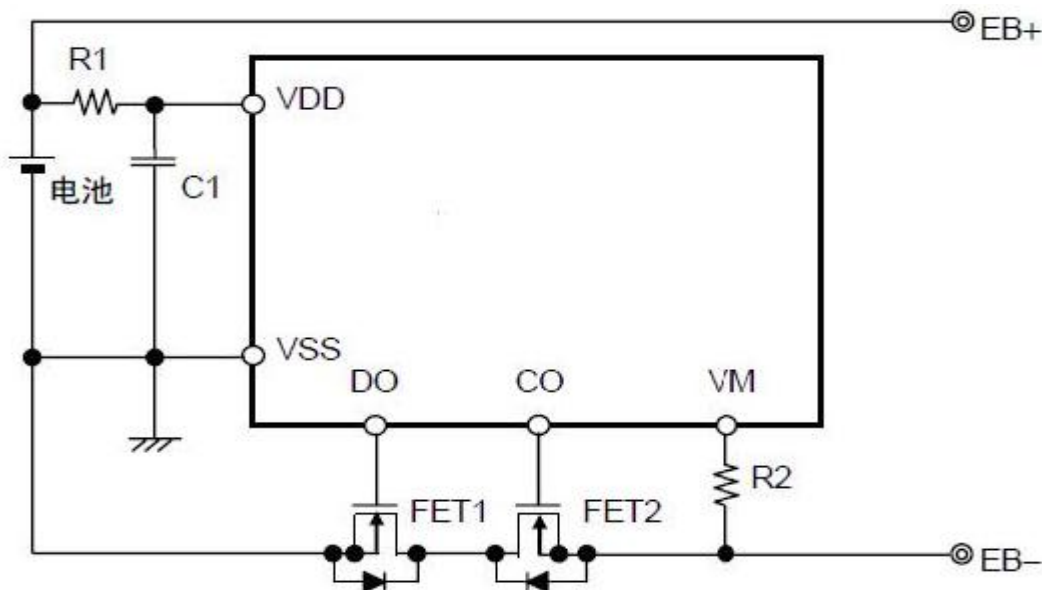 EB+
R1
VDD
电池
C1
VSS
DO
CO
VM
R2
FET1
FET2
EB−